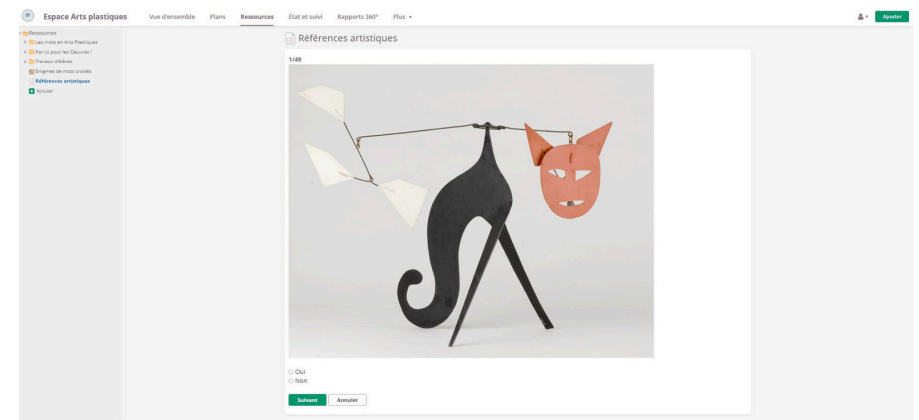 Espace Arts plastiques
Vue d'ensemble Plans Ressources État et suivi Rapports 360° Plus
Ajouter
Ressources
Les mots en Arts Plastiques
Par ici pour les Oeuvres !
Travaux d'élèves
Énigmes de mots croisés
Références artistiques
Ajouter
Références artistiques
1/49
Oui
Non
Suivant Annuler